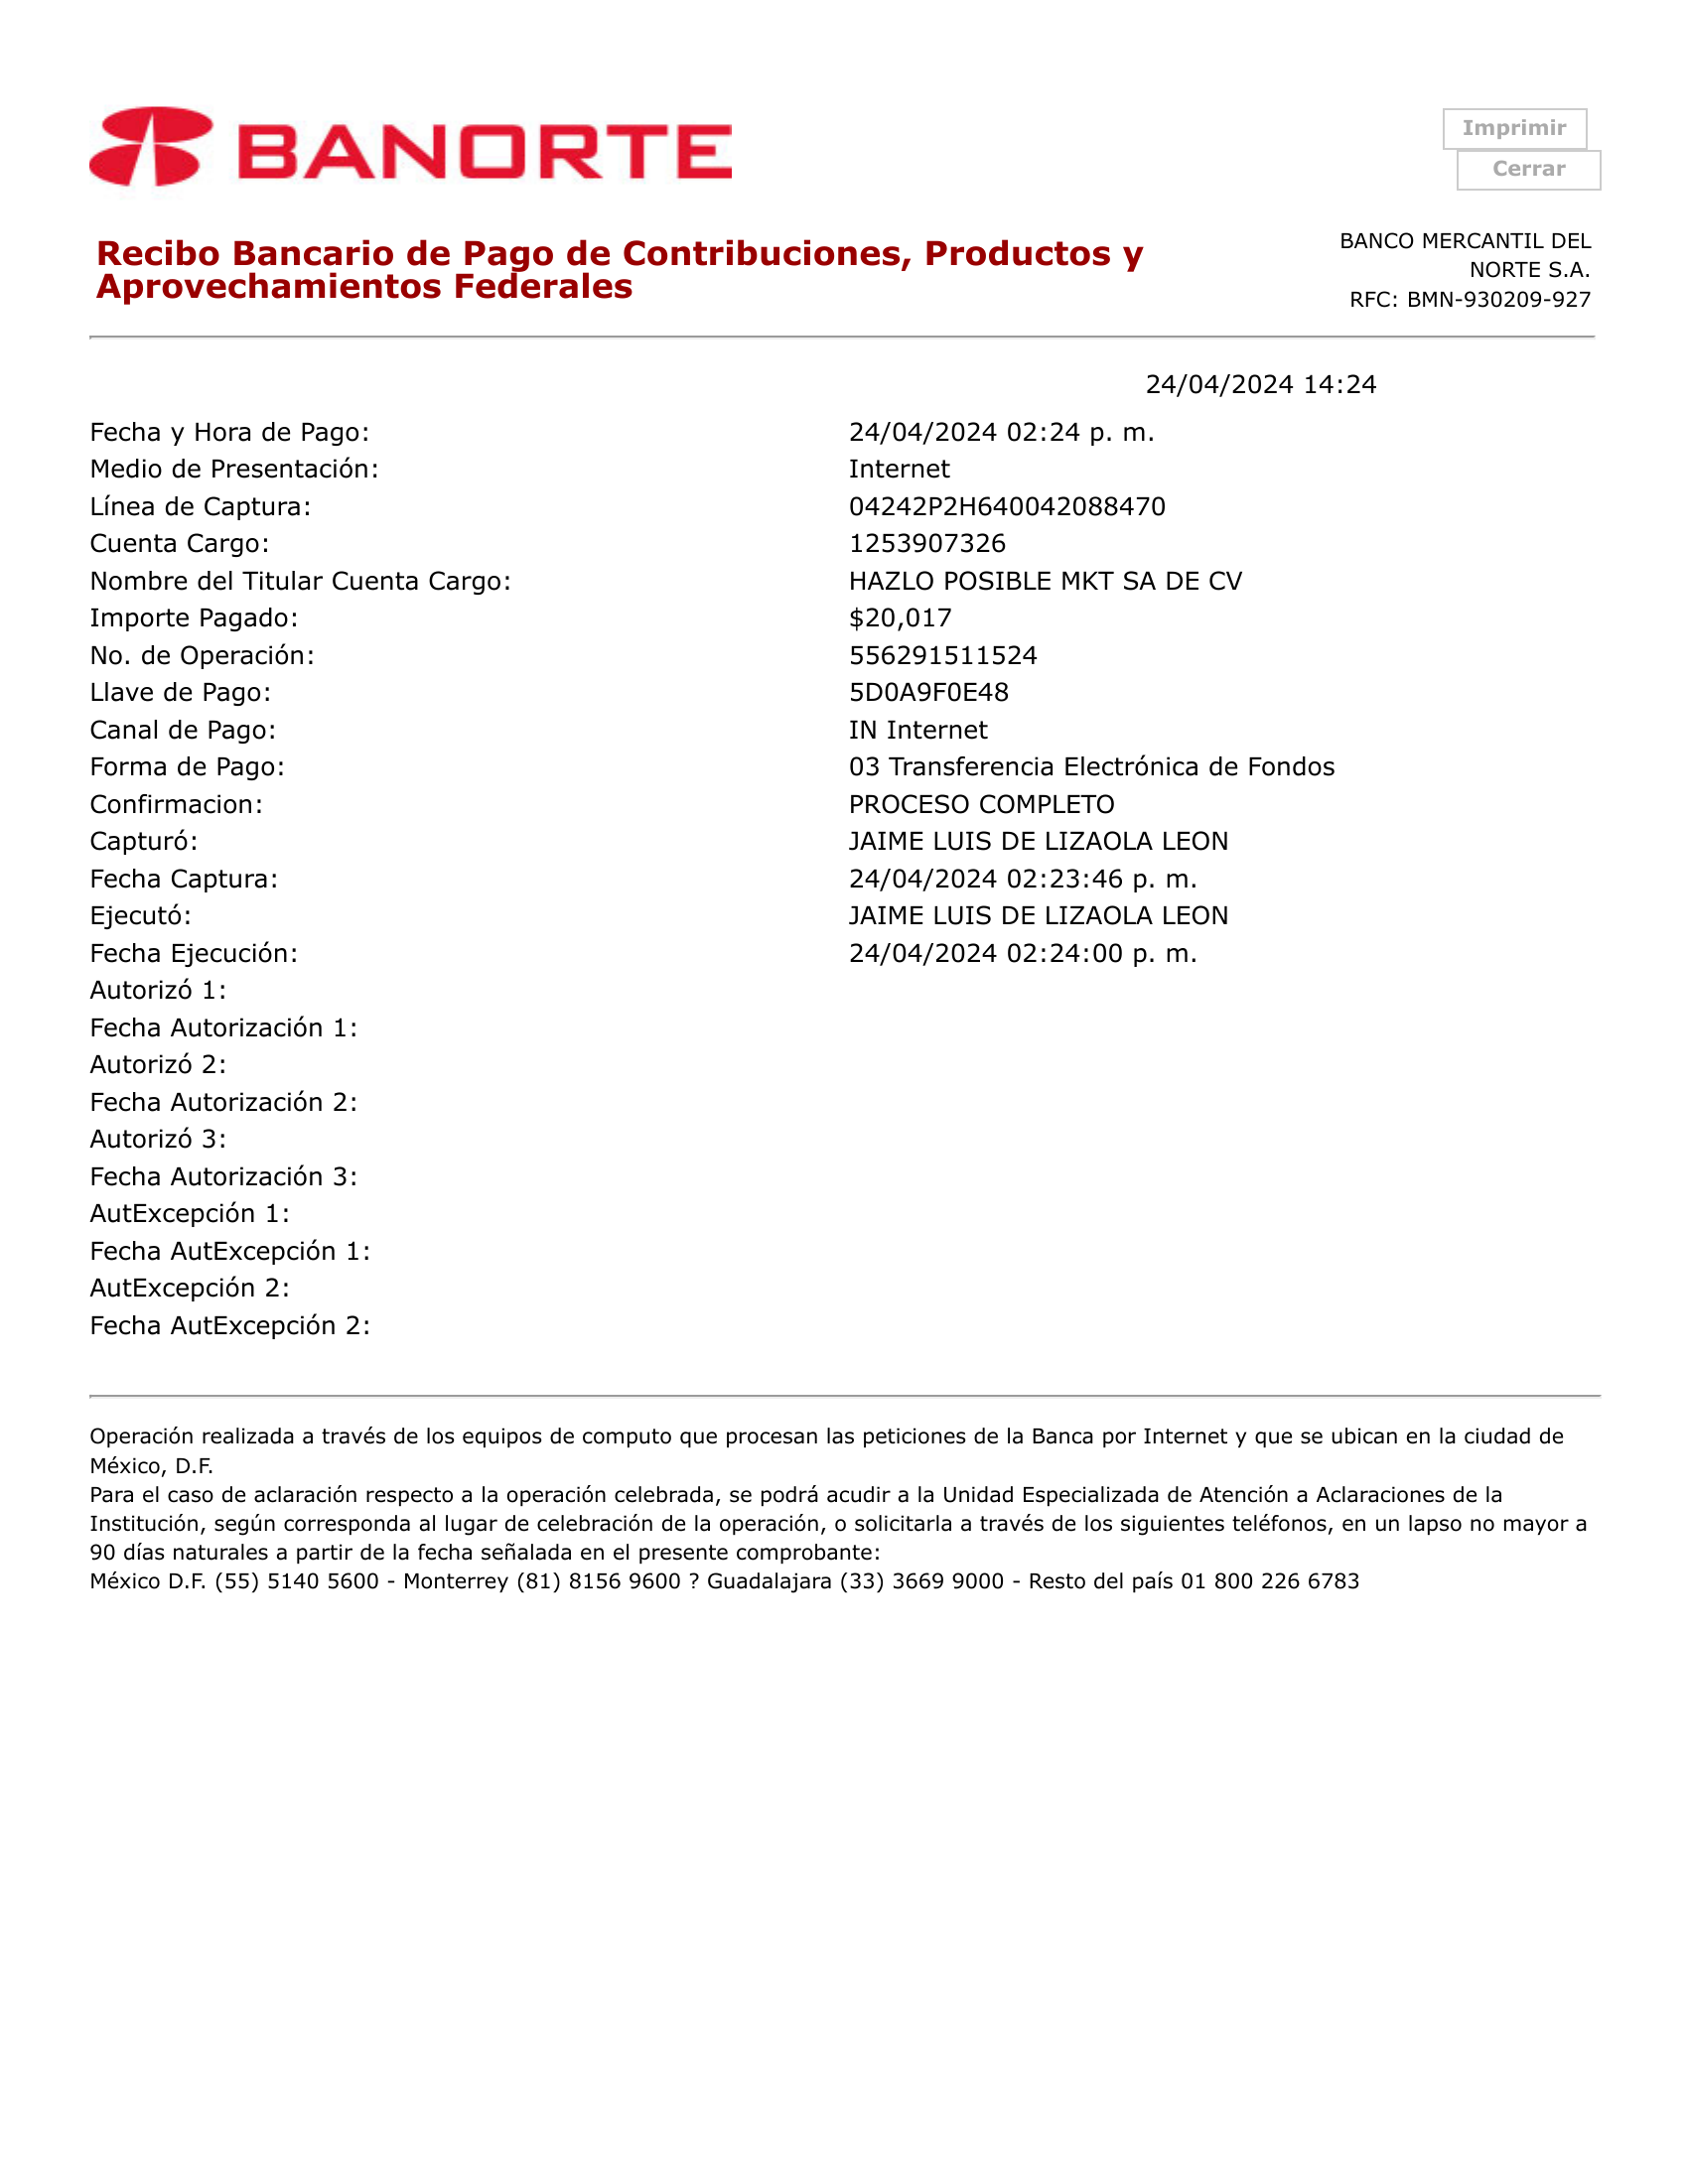 BANORTE
Imprimir
Cerrar
Recibo Bancario de Pago de Contribuciones, Productos y
Aprovechamientos Federales
BANCO MERCANTIL DEL
NORTE S.A.
RFC: BMN-930209-927
24/04/2024 14:24
Fecha y Hora de Pago: 24/04/2024 02:24 p. m.
Medio de Presentación: Internet
Línea de Captura: 04242P2H640042088470
Cuenta Cargo: 1253907326
Nombre del Titular Cuenta Cargo: HAZLO POSIBLE MKT SA DE CV
Importe Pagado: $20,017
No. de Operación: 556291511524
Llave de Pago: 5D0A9F0E48
Canal de Pago: IN Internet
Forma de Pago: 03 Transferencia Electrónica de Fondos
Confirmacion: PROCESO COMPLETO
Capturó: JAIME LUIS DE LIZAOLA LEON
Fecha Captura: 24/04/2024 02:23:46 p. m.
Ejecutó: JAIME LUIS DE LIZAOLA LEON
Fecha Ejecución: 24/04/2024 02:24:00 p. m.
Autorizó 1:
Fecha Autorización 1:
Autorizó 2:
Fecha Autorización 2:
Autorizó 3:
Fecha Autorización 3:
AutExcepción 1:
Fecha AutExcepción 1:
AutExcepción 2:
Fecha AutExcepción 2:
Operación realizada a través de los equipos de computo que procesan las peticiones de la Banca por Internet y que se ubican en la ciudad de
México, D.F.
Para el caso de aclaración respecto a la operación celebrada, se podrá acudir a la Unidad Especializada de Atención a Aclaraciones de la
Institución, según corresponda al lugar de celebración de la operación, o solicitarla a través de los siguientes teléfonos, en un lapso no mayor a
90 días naturales a partir de la fecha señalada en el presente comprobante:
México D.F. (55) 5140 5600 - Monterrey (81) 8156 9600 ? Guadalajara (33) 3669 9000 - Resto del país 01 800 226 6783